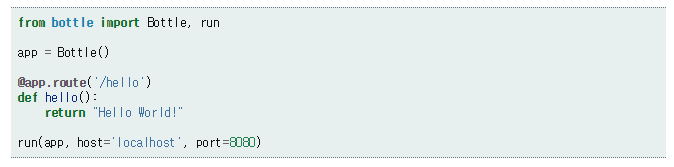 from bottle import Bottle, run
app = Bottle()
@app.route('/hello')
def hello():
    return "Hello World!"
run(app, host='localhost', port=8080)